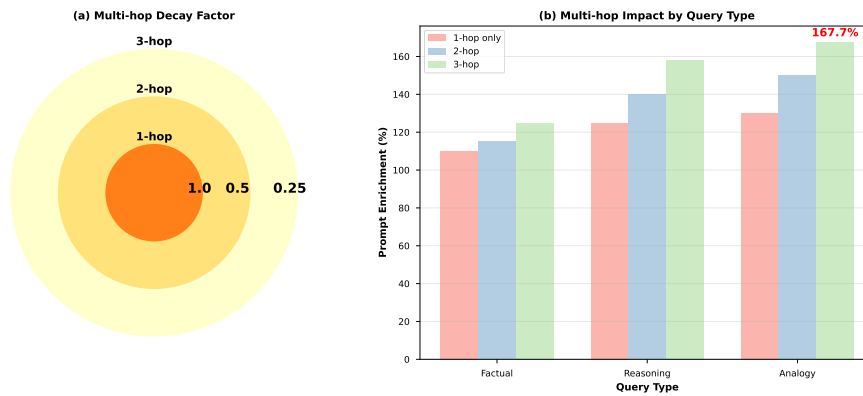 (a) Multi-hop Decay Factor
3-hop
2-hop
1-hop
1.0
0.5
0.25
(b) Multi-hop Impact by Query Type
167.7%
1-hop only
2-hop
3-hop
Prompt Enrichment (%)
160
140
120
100
80
60
40
20
0
Factual
Reasoning
Analogy
Query Type